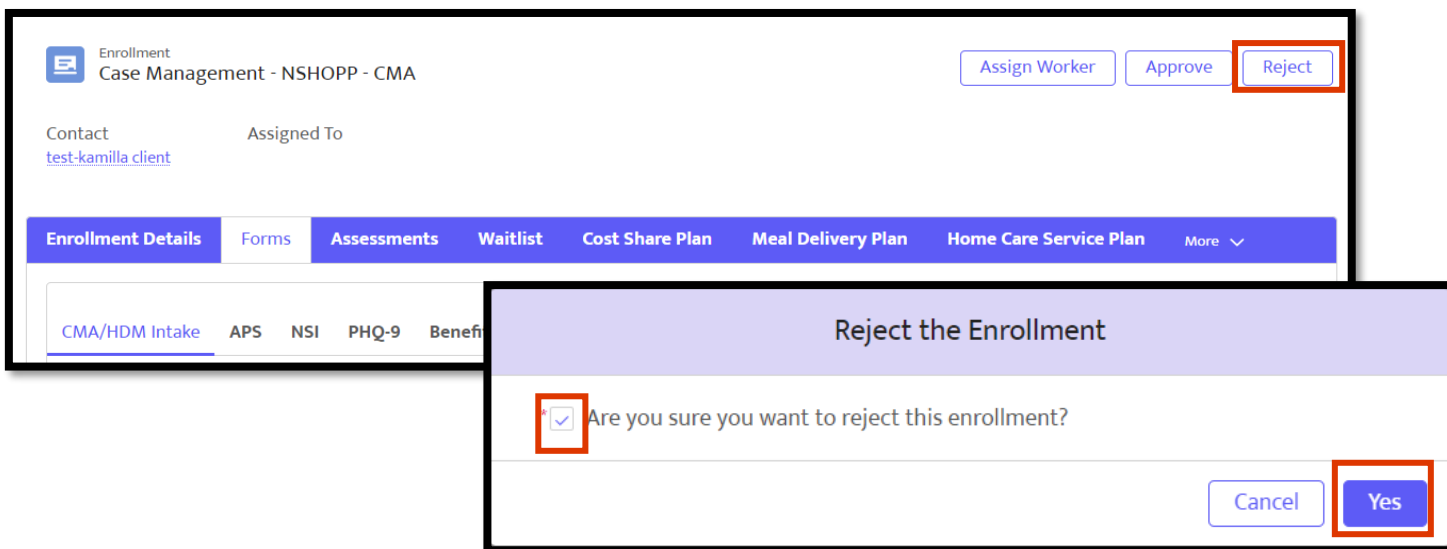 Enrollment
Case Management - NSHOPP - CMA
Assign Worker Approve Reject
Contact Assigned To
test-kamilla client
Enrollment Details Forms Assessments Waitlist Cost Share Plan Meal Delivery Plan Home Care Service Plan More
CMA/HDM Intake APS NSI PHQ-9
Reject the Enrollment
* Are you sure you want to reject this enrollment?
Cancel Yes